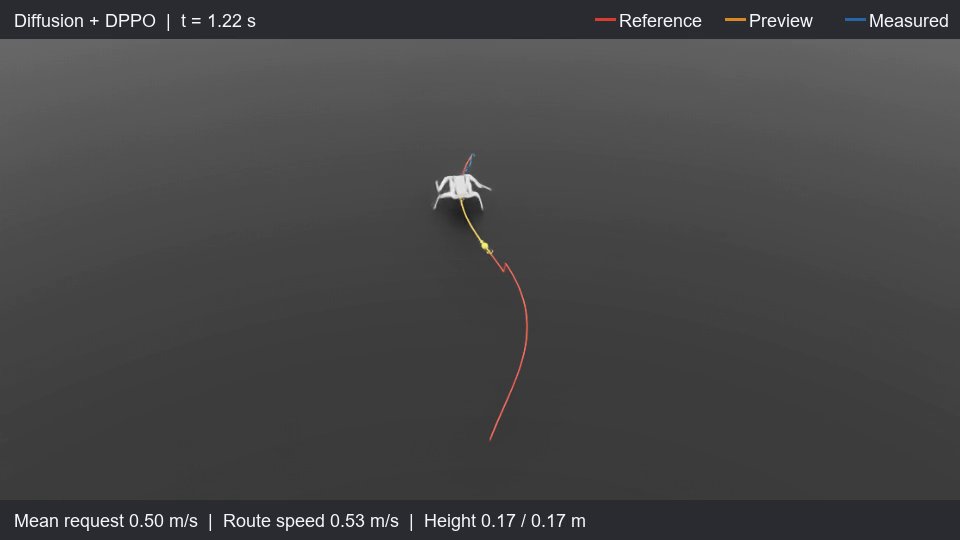 Diffusion + DPPO | t = 1.22 s
Reference Preview Measured
Mean request 0.50 m/s | Route speed 0.53 m/s | Height 0.17 / 0.17 m